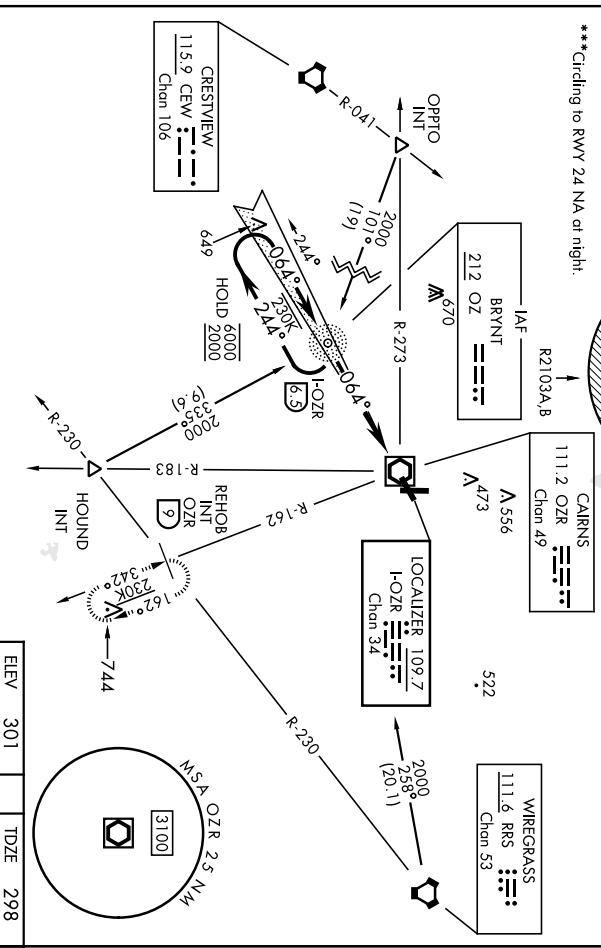 ***Circling to RWY 24 NA at night.
R2103A,B
IAF
BRYNT
212 OZ
CAIRNS
111.2 OZR
Chan 49
WIREGRASS
111.6 RRS
Chan 53
OPPTO
INT
R-041
CRESTVIEW
115.9 CEW
Chan 106
2000
101°
(19)
R-273
670
473
556
522
LOCALIZER 109.7
I-OZR
Chan 34
2000
258°
(20.1)
649
244°
064°
230K
244°
064°
HOLD 6000
2000
I-OZR
6.5
2000
335°
(9.6)
R-230
R-183
HOUND
INT
REHOB
INT
OZR
9
R-162
342°
230K
162°
744
R-230
MSA OZR 25 NM
3100
ELEV 301
TDZE 298